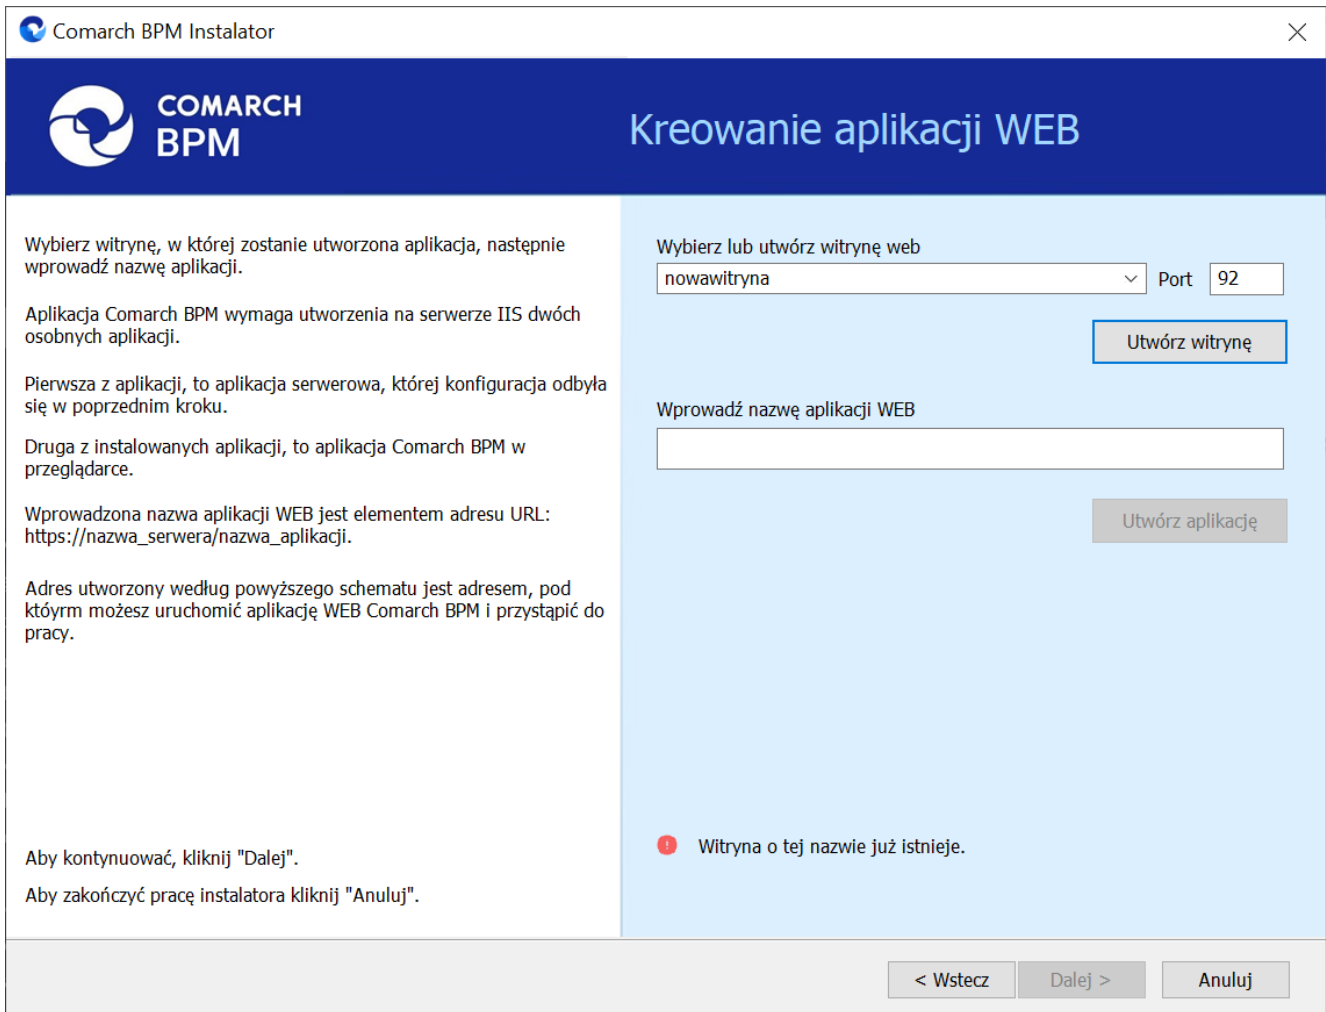 Comarch BPM Instalator
COMARCH
BPM
Kreowanie aplikacji WEB
Wybierz witrynę, w której zostanie utworzona aplikacja, następnie
wprowadź nazwę aplikacji.
Aplikacja Comarch BPM wymaga utworzenia na serwerze IIS dwóch
osobnych aplikacji.
Pierwsza z aplikacji, to aplikacja serwerowa, której konfiguracja odbyła
się w poprzednim kroku.
Druga z instalowanych aplikacji, to aplikacja Comarch BPM w
przeglądarce.
Wprowadzona nazwa aplikacji WEB jest elementem adresu URL:
https://nazwa_serwera/nazwa_aplikacji.
Adres utworzony według powyższego schematu jest adresem, pod
któyrm możesz uruchomić aplikację WEB Comarch BPM i przystąpić do
pracy.
Aby kontynuować, kliknij "Dalej".
Aby zakończyć pracę instalatora kliknij "Anuluj".
Wybierz lub utwórz witrynę web
nowawitryna
Port
92
Utwórz witrynę
Wprowadź nazwę aplikacji WEB
Utwórz aplikację
Witryna o tej nazwie już istnieje.
< Wstecz
Dalej >
Anuluj